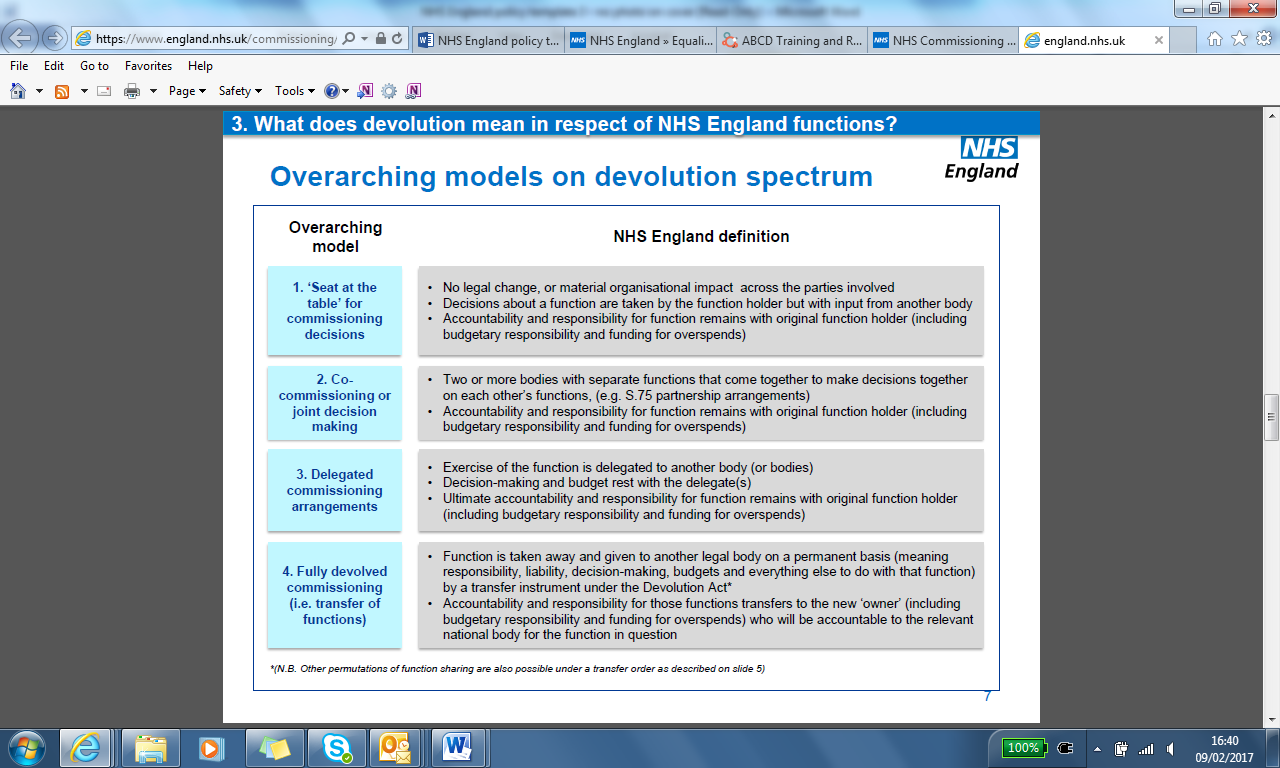 NHS England policy template 2 - no photo on cover [Read-Only] - Microsoft Word
https://www.england.nhs.uk/commissioning/
NHS England policy t...
NHS England » Equali...
ABCD Training and R...
NHS Commissioning ...
england.nhs.uk
File Edit Go to Favorites Help
Page Safety Tools
3. What does devolution mean in respect of NHS England functions?
NHS
England
Overarching models on devolution spectrum
Overarching
model
NHS England definition
1. ‘Seat at the
table’ for
commissioning
decisions
• No legal change, or material organisational impact across the parties involved
• Decisions about a function are taken by the function holder but with input from another body
• Accountability and responsibility for function remains with original function holder (including
budgetary responsibility and funding for overspends)
2. Co-
commissioning or
joint decision
making
• Two or more bodies with separate functions that come together to make decisions together
on each other’s functions, (e.g. S.75 partnership arrangements)
• Accountability and responsibility for function remains with original function holder (including
budgetary responsibility and funding for overspends)
3. Delegated
commissioning
arrangements
• Exercise of the function is delegated to another body (or bodies)
• Decision-making and budget rest with the delegate(s)
• Ultimate accountability and responsibility for function remains with original function holder
(including budgetary responsibility and funding for overspends)
4. Fully devolved
commissioning
(i.e. transfer of
functions)
• Function is taken away and given to another legal body on a permanent basis (meaning
responsibility, liability, decision-making, budgets and everything else to do with that function)
by a transfer instrument under the Devolution Act*
• Accountability and responsibility for those functions transfers to the new ‘owner’ (including
budgetary responsibility and funding for overspends) who will be accountable to the relevant
national body for the function in question
*(N.B. Other permutations of function sharing are also possible under a transfer order as described on slide 5)
7
100%
16:40
09/02/2017